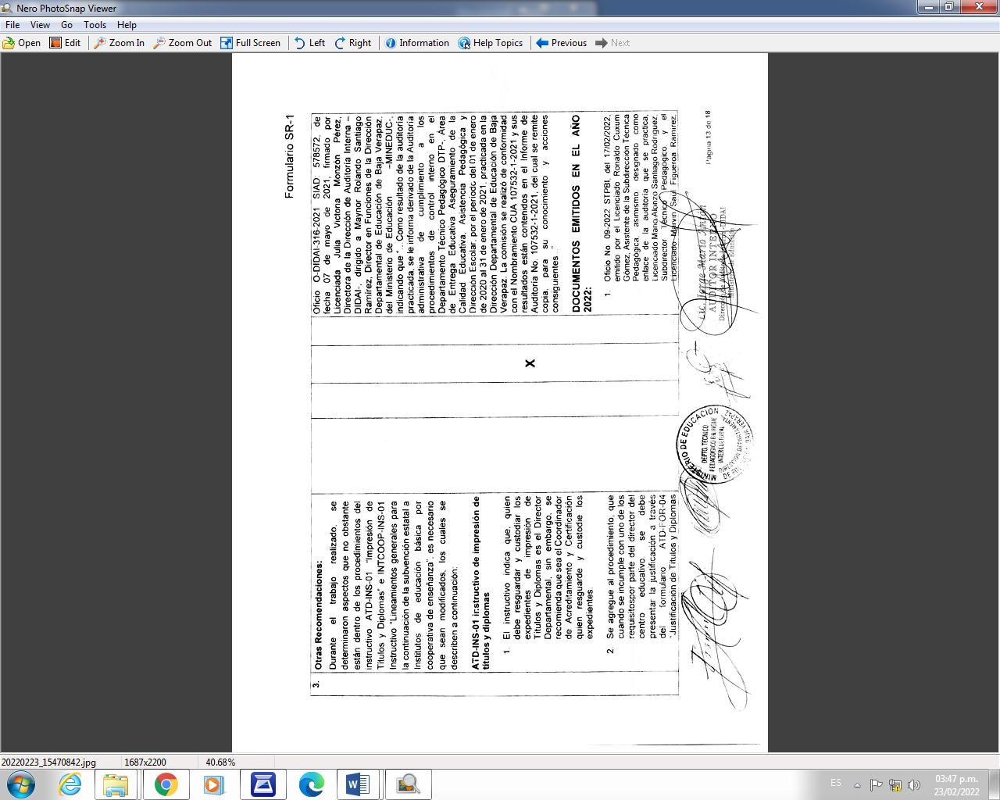 Nero PhotoSnap Viewer
File View Go Tools Help
Open Edit Zoom In Zoom Out Full Screen Left Right Information Help Topics Previous Next
Formulario SR-1
3.
Otras Recomendaciones:
Durante el trabajo realizado, se
determinaron aspectos que no obstante
están dentro de los procedimientos del
instructivo ATD-INS-01 "Impresión de
Títulos y Diplomas" e INTCOOP-INS-01
Instructivo "Lineamientos generales para
la continuación de la subvención estatal a
Institutos de educación básica por
cooperativa de enseñanza", es necesario
que sean modificados, los cuales se
describen a continuación:
ATD-INS-01 instructivo de impresión de
títulos y diplomas
1. El instructivo indica que, quien
debe resguardar y custodiar los
expedientes de impresión de
Títulos y Diplomas es el Director
Departamental, sin embargo, se
recomienda que sea el Coordinador
de Acreditamiento y Certificación
quien resguarde y custodie los
expedientes.
2. Se agregue al procedimiento, que
cuando se incumple con uno de los
requisitospor parte del director del
centro educativo, se debe
presentar la justificación a través
del formulario ATD-FOR-04
"Justificación de Títulos y Diplomas
X
Oficio O-DIDAI-316-2021 SIAD 578572, de
fecha 07 de mayo de 2021, firmado por
Licenciada Julia Victoria Monzón Pérez,
Directora de la Dirección de Auditoría Interna –
DIDAI-, dirigido a Maynor Rolando Santiago
Ramírez, Director en Funciones de la Dirección
Departamental de Educación de Baja Verapaz,
del Ministerio de Educación –MINEDUC-,
indicando que "...Como resultado de la auditoría
practicada, se le informa derivado de la Auditoría
administrativa de cumplimiento a los
procedimientos de control interno en el
Departamento Técnico Pedagógico DTP-, Área
de Entrega Educativa Aseguramiento de la
Calidad Educativa, Asistencia Pedagógica y
Dirección Escolar, por el período del 01 de enero
de 2020 al 31 de enero de 2021, practicada en la
Dirección Departamental de Educación de Baja
Verapaz. La comisión se realizó de conformidad
con el Nombramiento CUA 107532-1-2021 y sus
resultados están contenidos en el Informe de
Auditoría No. 107532-1-2021, del cual se remite
copia, para su conocimiento y acciones
consiguientes."
DOCUMENTOS EMITIDOS EN EL AÑO
2022:
1. Oficio No. 09-2022 STPBI, del 17/02/2022,
emitido por el Licenciado Ronaldo Cuxum
Gómez, Asistente de la Subdirección Técnica
Pedagógica, asimismo, designado como
enlace de la auditoría que se practica,
Licenciado Mario Alonzo Santiago Rodríguez,
Subdirector Técnico Pedagógico y el
Licenciado Marvin Saúl Figueroa Ramírez,
MINISTERIO DE EDUCACION
DEPTO. TECNICO
PEDAGOGICO BILINGUE
INTERCULTURAL
DIRECCION DEPARTAMENTAL
DE EDUCACION BAJA VERAPAZ
Lic. Jorge Mario
AUDITOR INTERNO
Página 13 de 18
20220223_15470842.jpg 1687x2200 40.68%
ES
03:47 p.m.
23/02/2022